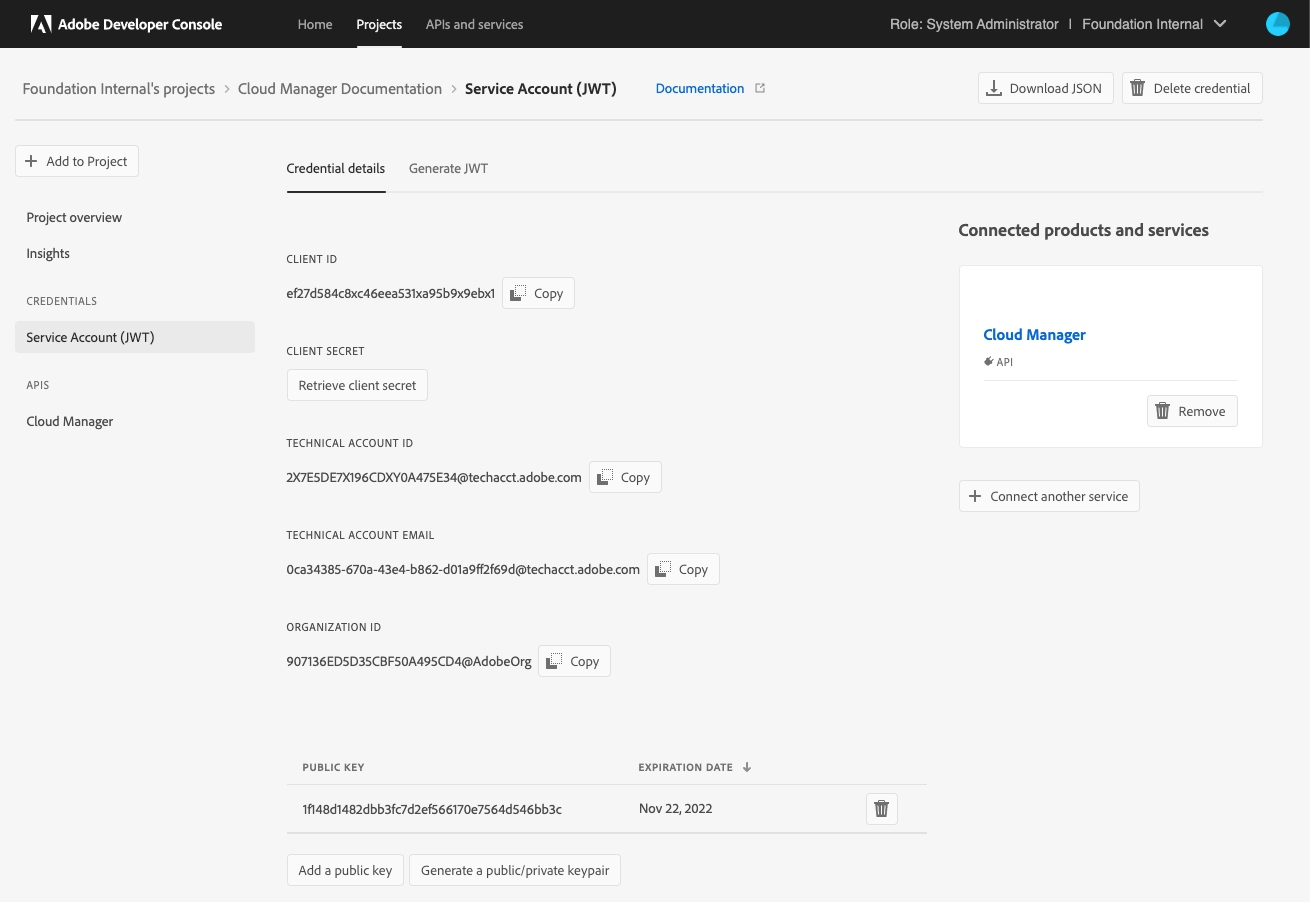 Adobe Developer Console
Home
Projects
APIs and services
Role: System Administrator | Foundation Internal
Foundation Internal's projects > Cloud Manager Documentation > Service Account (JWT)
Documentation
Download JSON
Delete credential
+ Add to Project
Project overview
Insights
CREDENTIALS
Service Account (JWT)
APIS
Cloud Manager
Credential details
Generate JWT
CLIENT ID
ef27d584c8xc46eea531xa95b9x9ebx1
Copy
CLIENT SECRET
Retrieve client secret
TECHNICAL ACCOUNT ID
2X7E5DE7X196CDXY0A475E34@techacct.adobe.com
Copy
TECHNICAL ACCOUNT EMAIL
0ca34385-670a-43e4-b862-d01a9ff2f69d@techacct.adobe.com
Copy
ORGANIZATION ID
907136ED5D35CBF50A495CD4@AdobeOrg
Copy
PUBLIC KEY
EXPIRATION DATE
1f148d1482dbb3fc7d2ef566170e7564d546bb3c
Nov 22, 2022
Add a public key
Generate a public/private keypair
Connected products and services
Cloud Manager
API
Remove
+ Connect another service